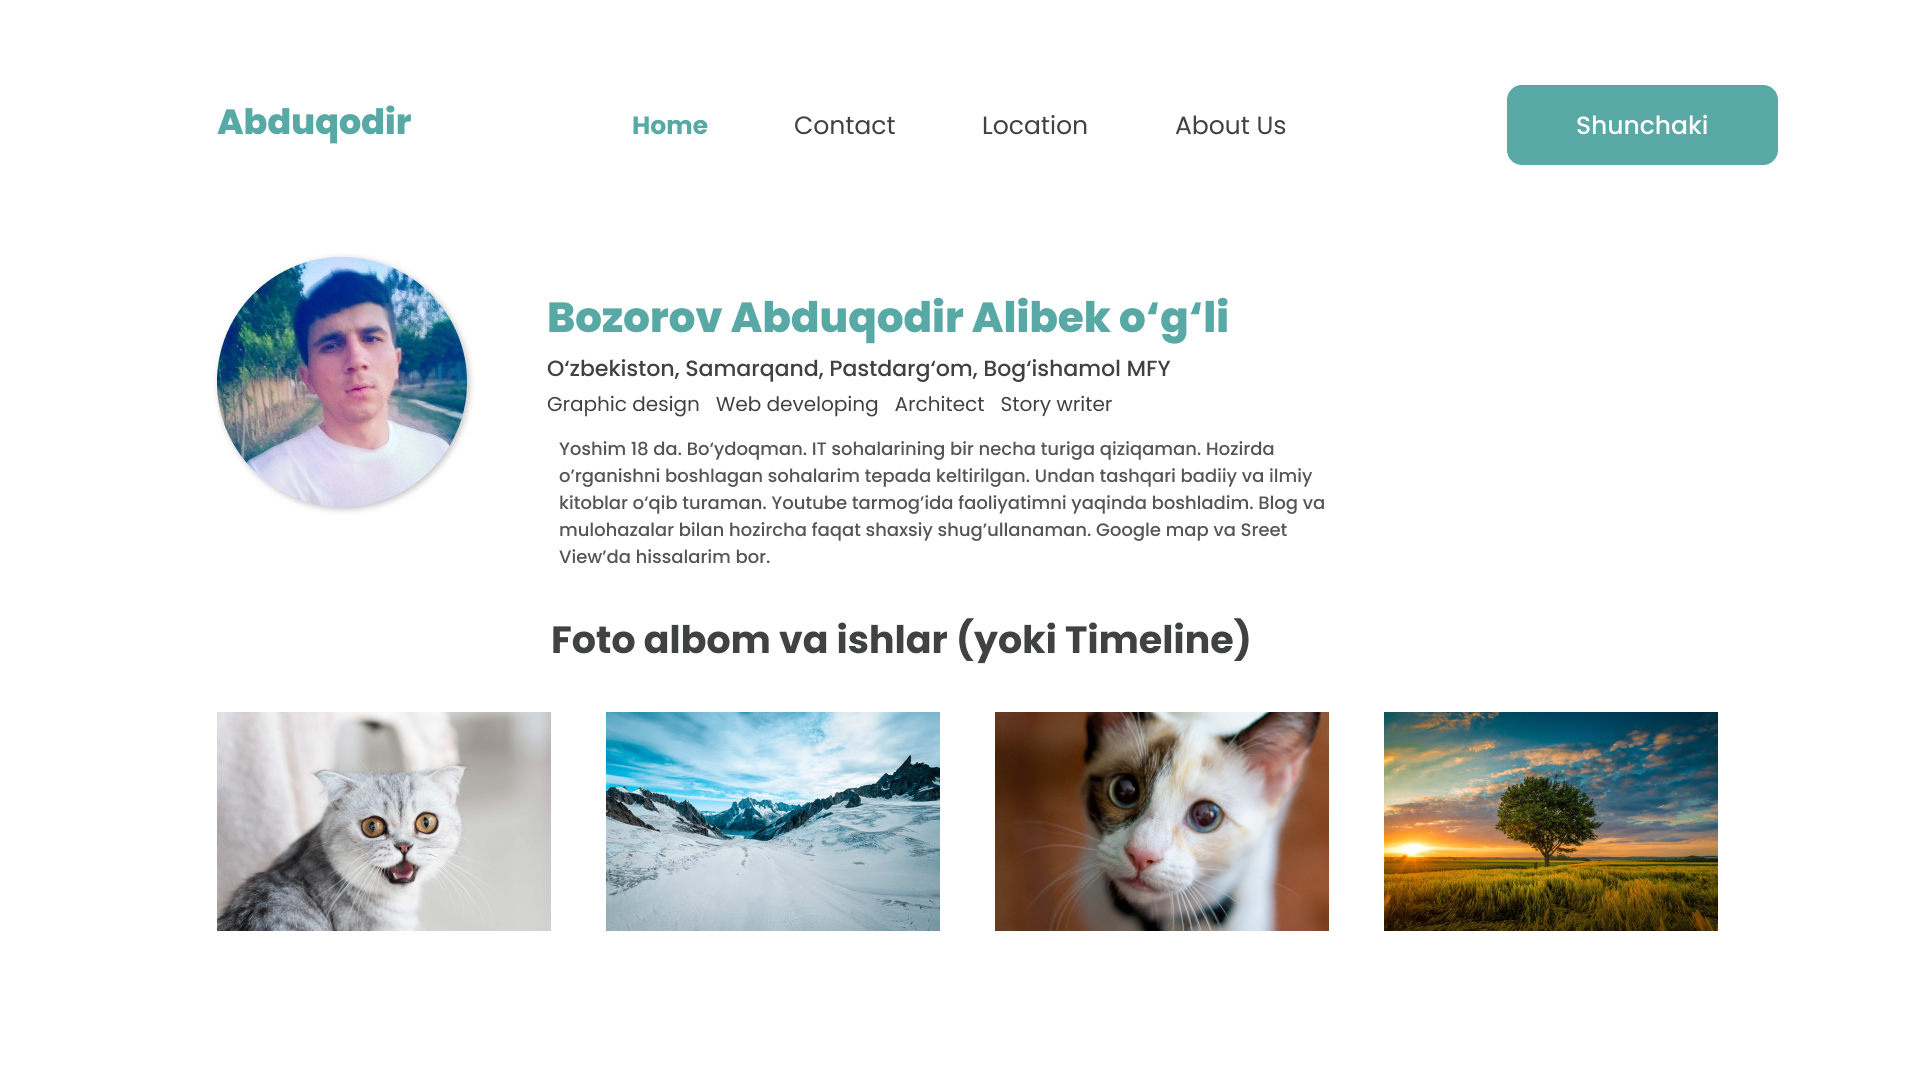 Abduqodir
Home
Contact
Location
About Us
Shunchaki
Bozorov Abduqodir Alibek o‘g‘li
O‘zbekiston, Samarqand, Pastdarg‘om, Bog‘ishamol MFY
Graphic design Web developing Architect Story writer
Yoshim 18 da. Bo‘ydoqman. IT sohalarining bir necha turiga qiziqaman. Hozirda
o’rganishni boshlagan sohalarim tepada keltirilgan. Undan tashqari badiiy va ilmiy
kitoblar o‘qib turaman. Youtube tarmog’ida faoliyatimni yaqinda boshladim. Blog va
mulohazalar bilan hozircha faqat shaxsiy shug’ullanaman. Google map va Sreet
View’da hissalarim bor.
Foto albom va ishlar (yoki Timeline)